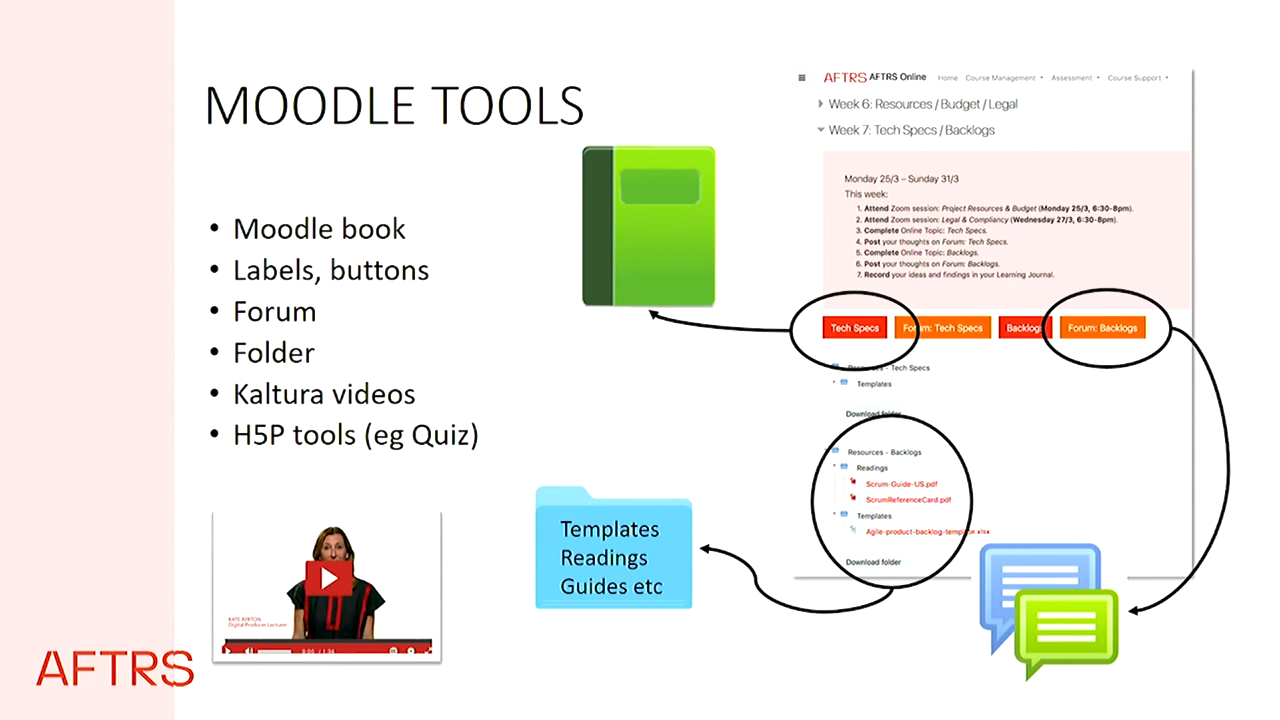 MOODLE TOOLS
• Moodle book
• Labels, buttons
• Forum
• Folder
• Kaltura videos
• H5P tools (eg Quiz)
KATE AYRTON
Digital Producer Lecturer
0:00 / 1:34
AFTRS
Templates
Readings
Guides etc
AFTRS AFTRS Online Home Course Management Assessment Course Support
Week 6: Resources / Budget / Legal
Week 7: Tech Specs / Backlogs
Monday 25/3 – Sunday 31/3
This week:
1. Attend Zoom session: Project Resources & Budget (Monday 25/3, 6:30-8pm).
2. Attend Zoom session: Legal & Compliancy (Wednesday 27/3, 6:30-8pm).
3. Complete Online Topic: Tech Specs.
4. Post your thoughts on Forum: Tech Specs.
5. Complete Online Topic: Backlogs.
6. Post your thoughts on Forum: Backlogs.
7. Record your ideas and findings in your Learning Journal.
Tech Specs Forum: Tech Specs Backlogs Forum: Backlogs
Resources - Tech Specs
Templates
Download folder
Resources - Backlogs
Readings
Scrum-Guide-US.pdf
ScrumReferenceCard.pdf
Templates
Agile-product-backlog-template.xlsx
Download folder